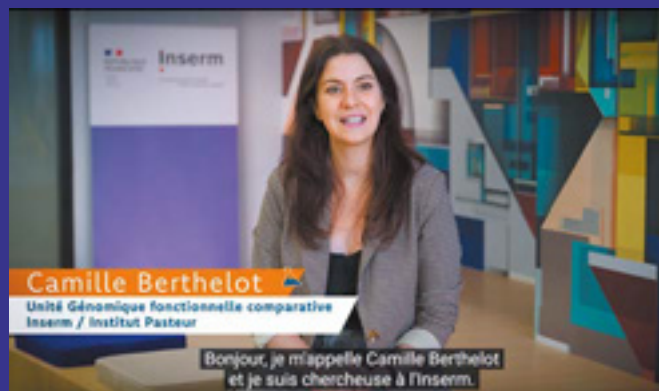 Inserm
Camille Berthelot
Unité Génomique fonctionnelle comparative
Inserm / Institut Pasteur
Bonjour, je m'appelle Camille Berthelot
et je suis chercheuse à l'Inserm.